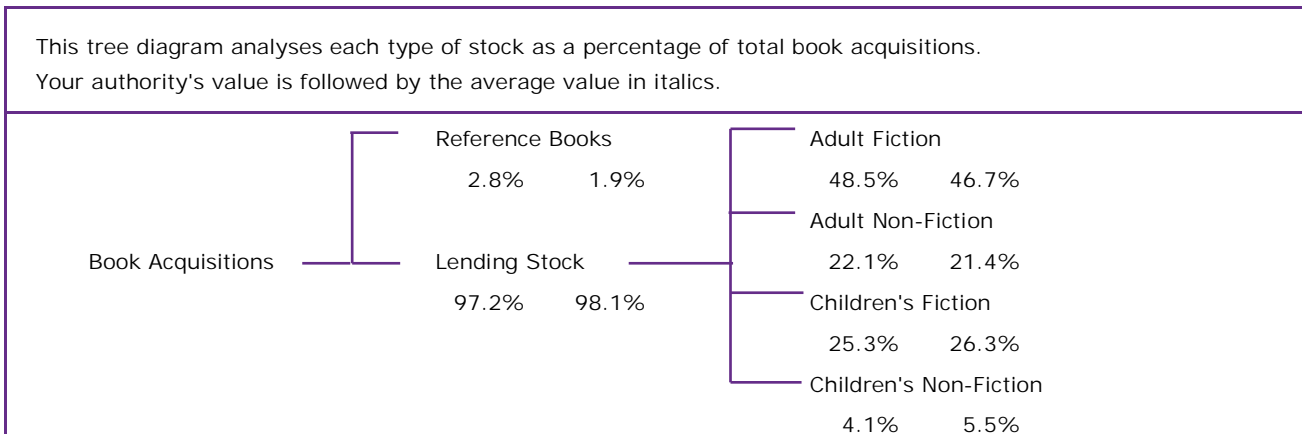 This tree diagram analyses each type of stock as a percentage of total book acquisitions.
Your authority's value is followed by the average value in italics.
Reference Books
2.8% 1.9%
Book Acquisitions
Lending Stock
97.2% 98.1%
Adult Fiction
48.5% 46.7%
Adult Non-Fiction
22.1% 21.4%
Children's Fiction
25.3% 26.3%
Children's Non-Fiction
4.1% 5.5%